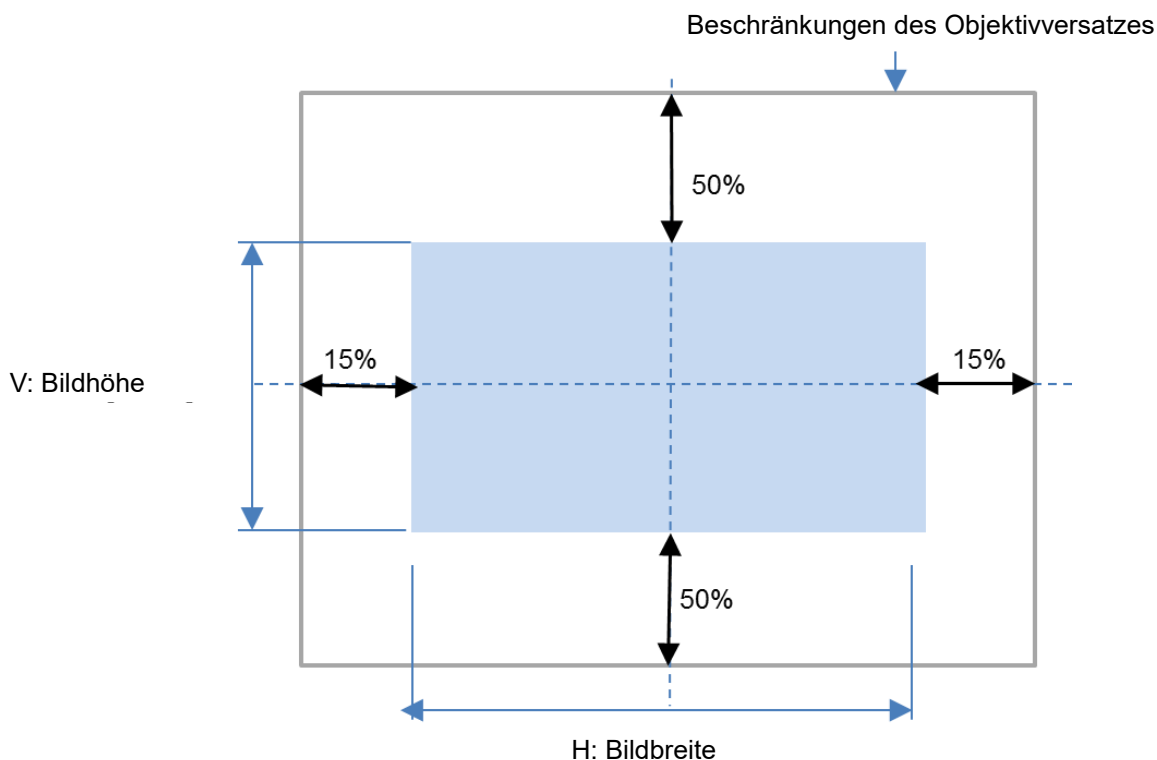 Beschränkungen des Objektivversatzes
50%
15%
15%
V: Bildhöhe
50%
H: Bildbreite